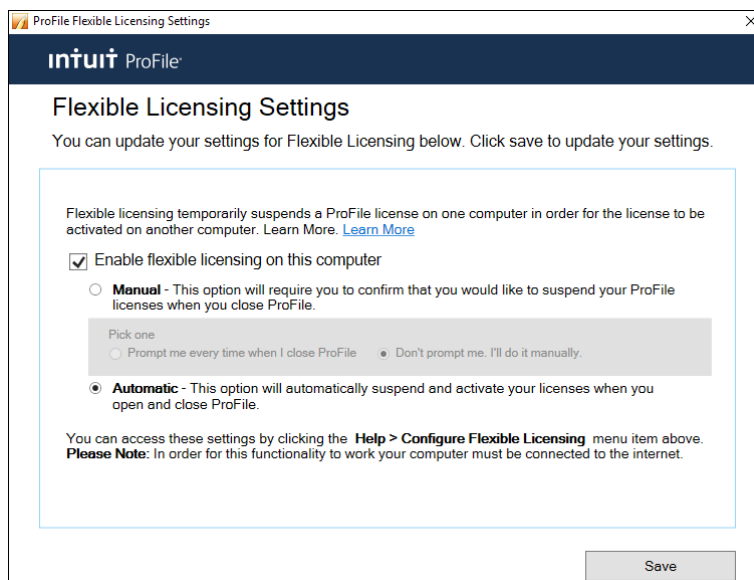 ProFile Flexible Licensing Settings
intuit ProFile
Flexible Licensing Settings
You can update your settings for Flexible Licensing below. Click save to update your settings.
Flexible licensing temporarily suspends a ProFile license on one computer in order for the license to be
activated on another computer. Learn More. Learn More
Enable flexible licensing on this computer
Manual - This option will require you to confirm that you would like to suspend your ProFile
licenses when you close ProFile.
Pick one
Prompt me every time when I close ProFile Don't prompt me. I'll do it manually.
Automatic - This option will automatically suspend and activate your licenses when you
open and close ProFile.
You can access these settings by clicking the Help > Configure Flexible Licensing menu item above.
Please Note: In order for this functionality to work your computer must be connected to the internet.
Save